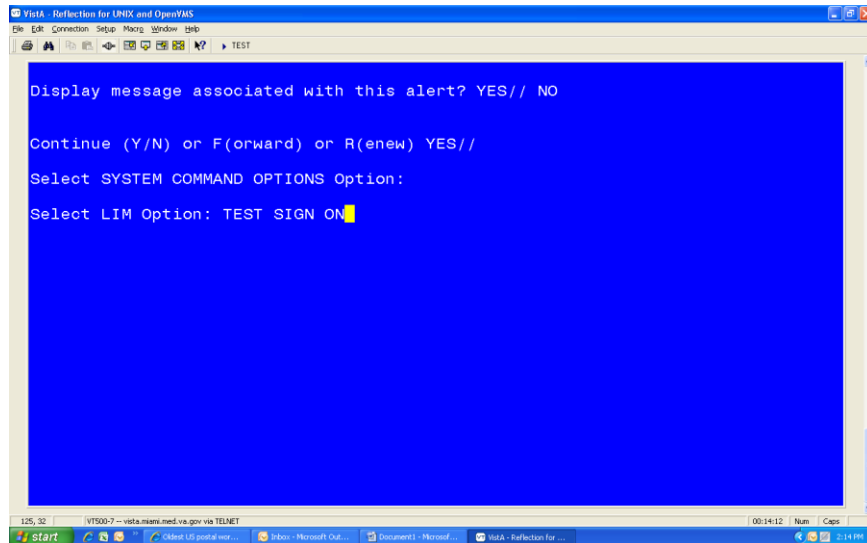 VistA - Reflection for UNIX and OpenVMS
File Edit Connection Setup Macro Window Help
TEST
Display message associated with this alert? YES// NO
Continue (Y/N) or F(orward) or R(enew) YES//
Select SYSTEM COMMAND OPTIONS Option:
Select LIM Option: TEST SIGN ON
125, 32 VT500-7 -- vista.miami.med.va.gov via TELNET 00:14:12 Num Caps
start Oldest US postal wor... Inbox - Microsoft Out... Document1 - Microsof... VistA - Reflection for ... 2:14 PM